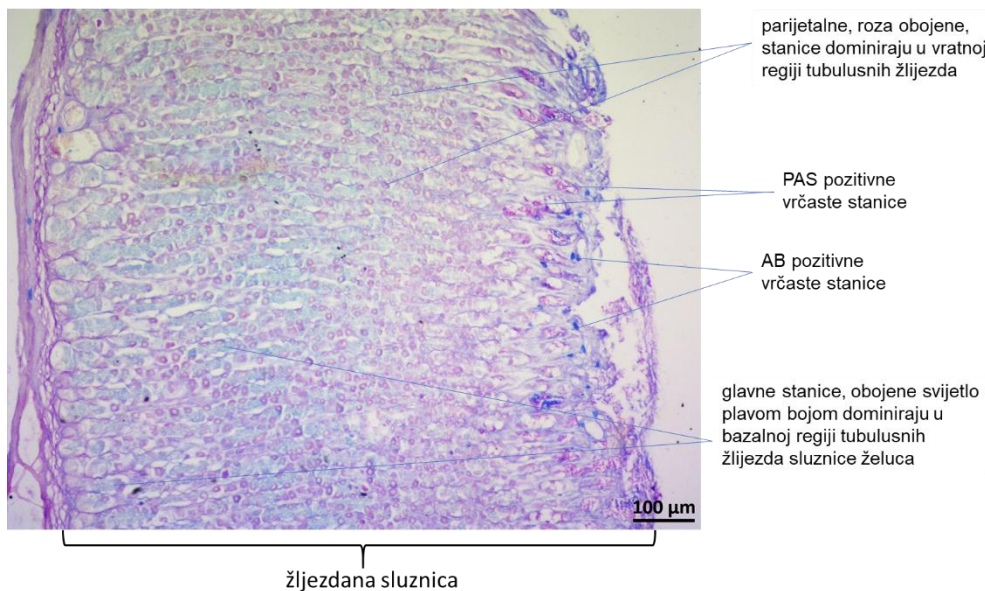 parijetalne, roza obojene,
stanice dominiraju u vratnoj
regiji tubulusnih žlijezda
PAS pozitivne
vrčaste stanice
AB pozitivne
vrčaste stanice
glavne stanice, obojene svijetlo
plavom bojom dominiraju u
bazalnoj regiji tubulusnih
žlijezda sluznice želuca
100 µm
žljezdana sluznica